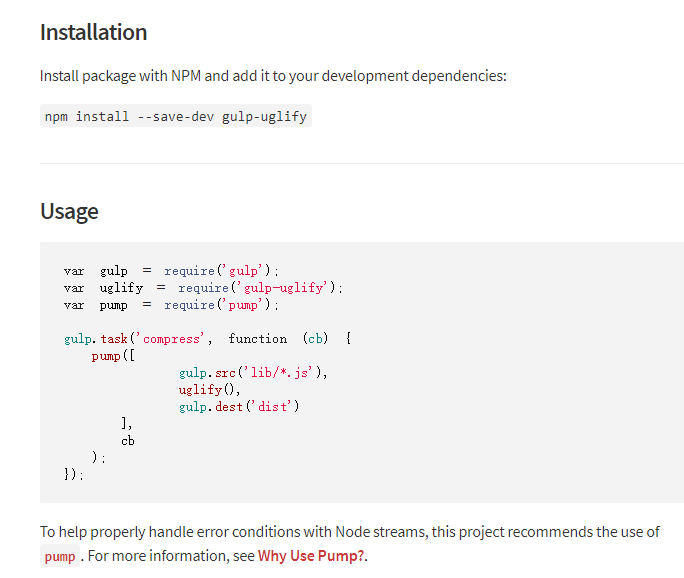 Installation
Install package with NPM and add it to your development dependencies:
npm install --save-dev gulp-uglify
Usage
var gulp = require('gulp');
var uglify = require('gulp-uglify');
var pump = require('pump');
gulp.task('compress', function (cb) {
pump([
gulp.src('lib/*.js'),
uglify(),
gulp.dest('dist')
],
cb
);
});
To help properly handle error conditions with Node streams, this project recommends the use of
pump . For more information, see Why Use Pump?.